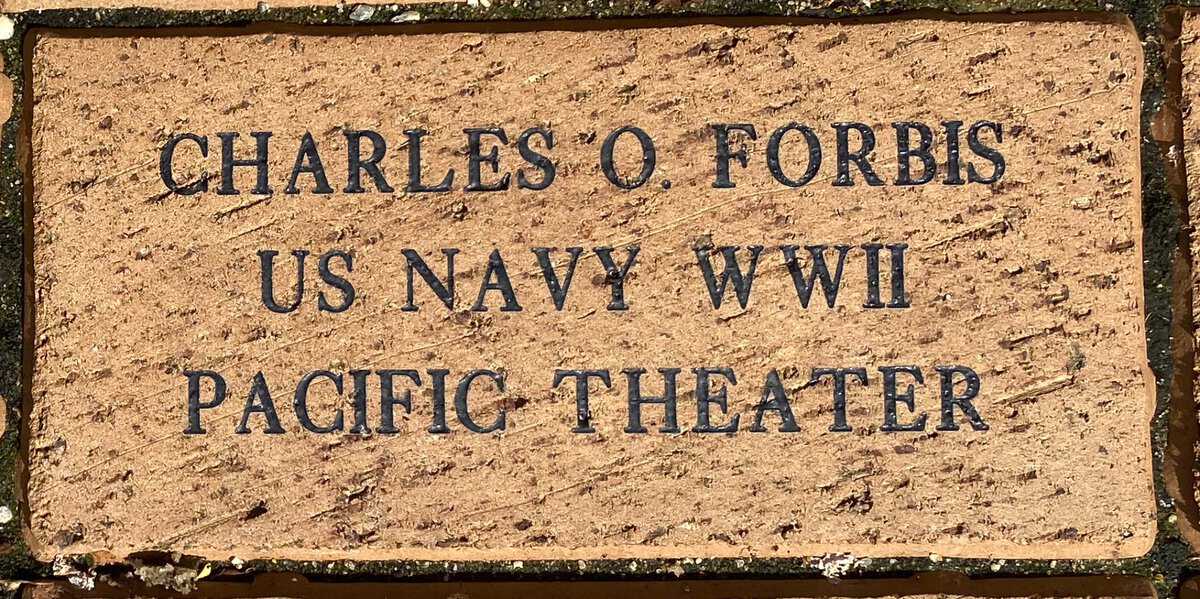 CHARLES O. FORBIS
US NAVY WWII
PACIFIC THEATER